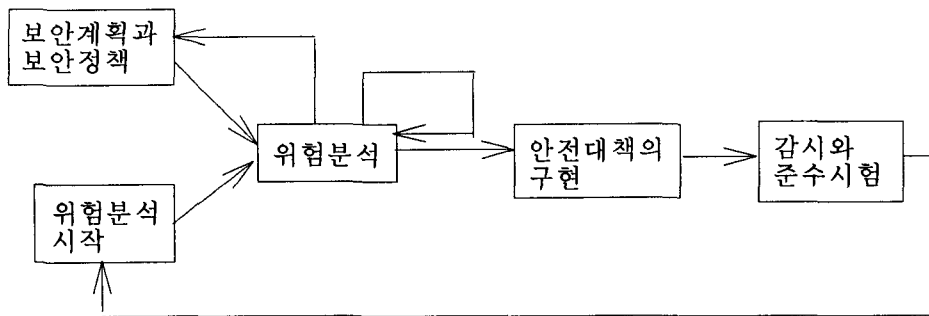 보안계획과
보안정책
위험분석
안전대책의
구현
감시와
준수시험
위험분석
시작